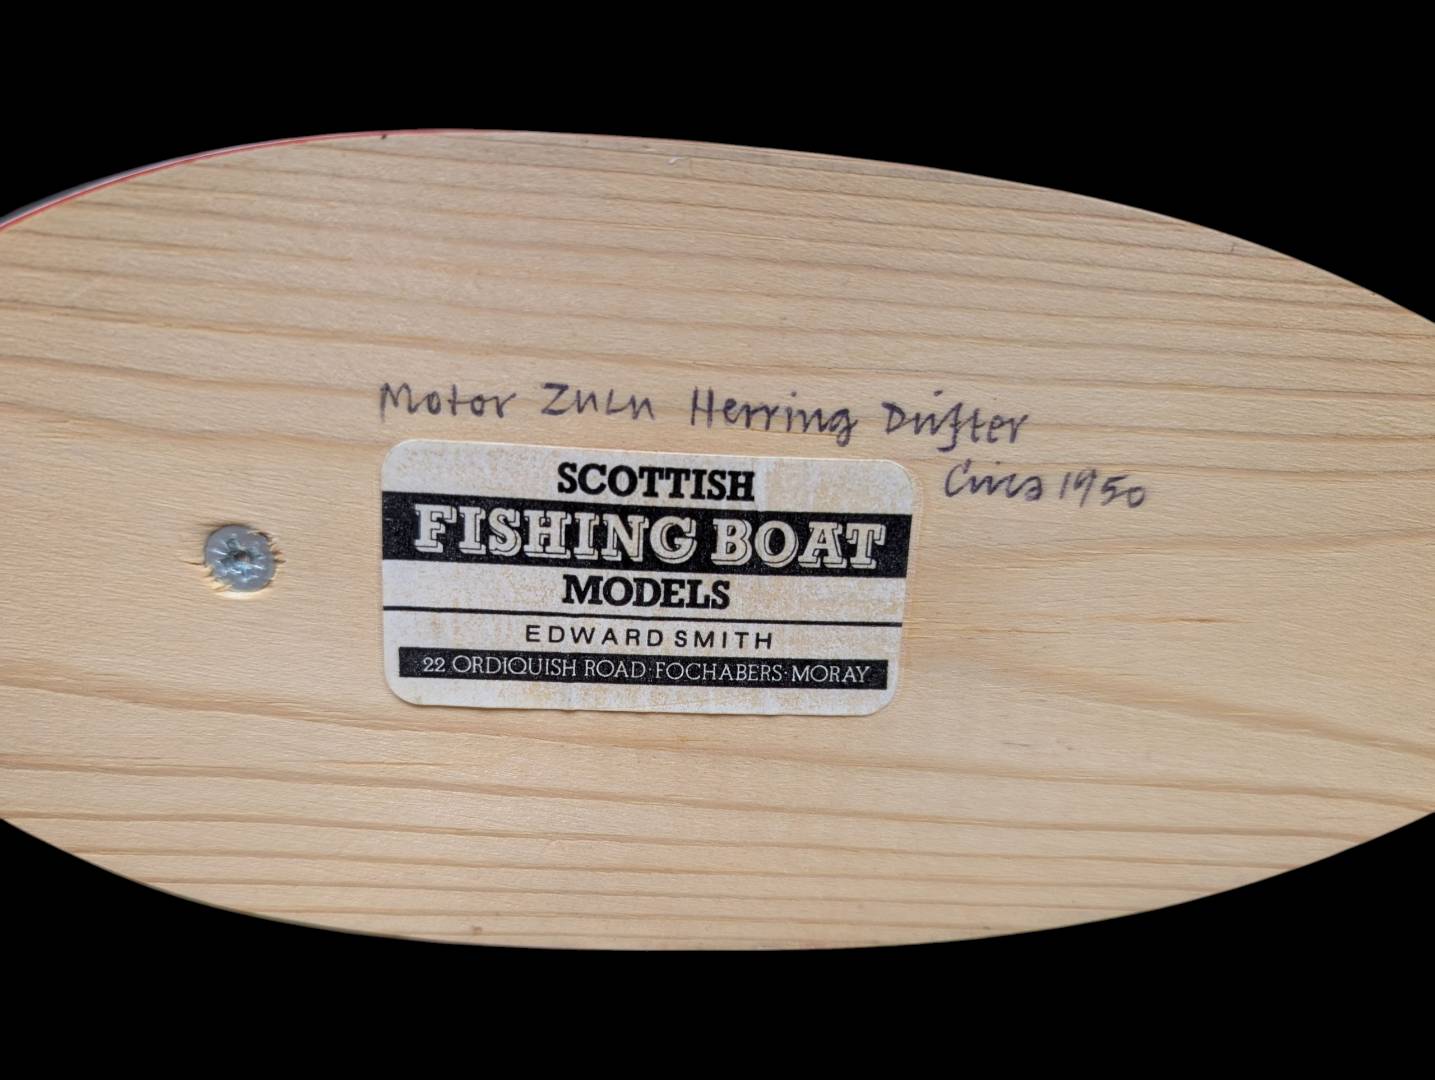 Motor Zulu Herring Drifter
Circa 1950
SCOTTISH
FISHING BOAT
MODELS
EDWARD SMITH
22 ORDIQUISH ROAD·FOCHABERS·MORAY